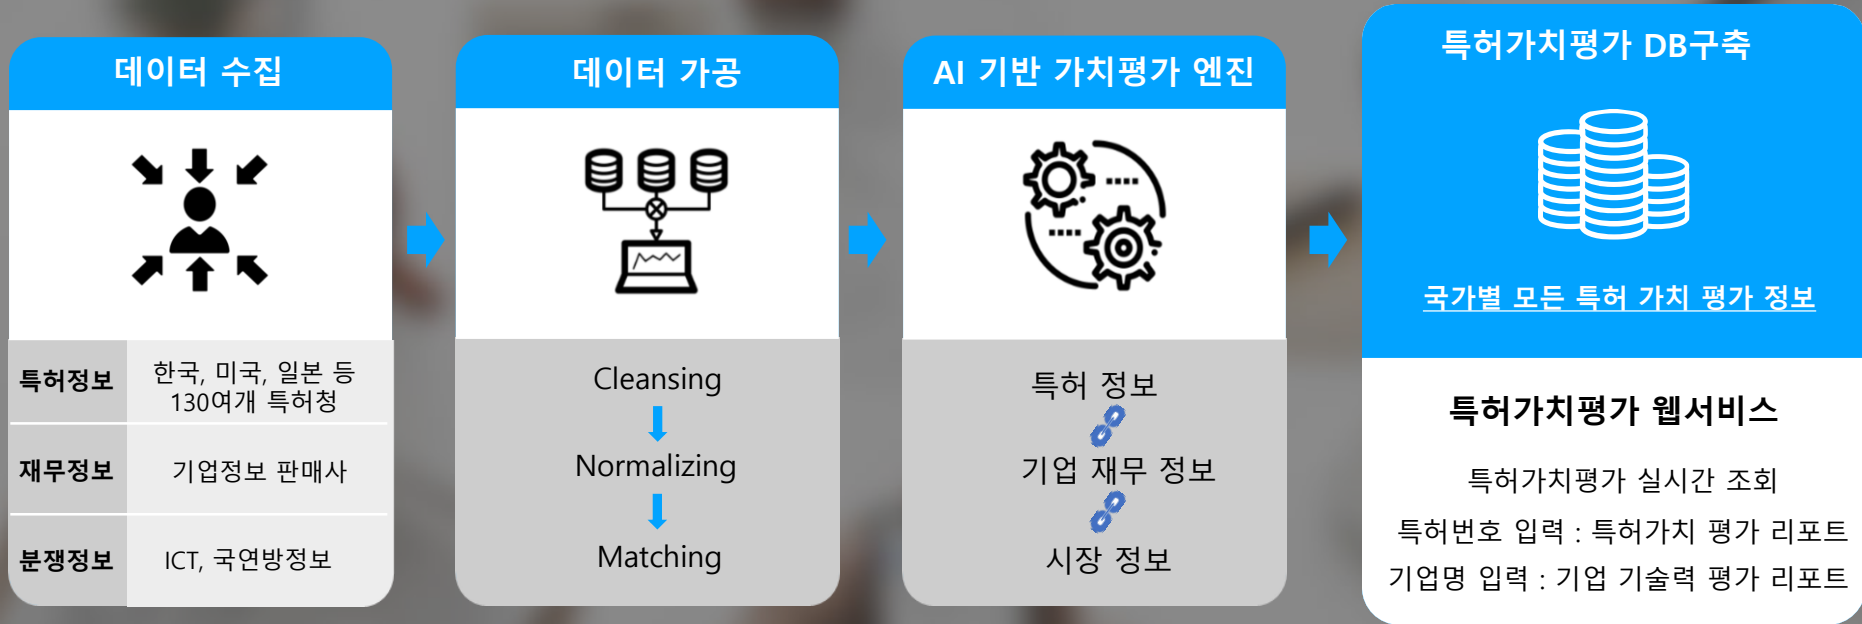 데이터 수집
특허정보
한국, 미국, 일본 등
130여개 특허청
재무정보
기업정보 판매사
분쟁정보
ICT, 국연방정보
데이터 가공
Cleansing
Normalizing
Matching
AI 기반 가치평가 엔진
특허 정보
기업 재무 정보
시장 정보
특허가치평가 DB구축
국가별 모든 특허 가치 평가 정보
특허가치평가 웹서비스
특허가치평가 실시간 조회
특허번호 입력 : 특허가치 평가 리포트
기업명 입력 : 기업 기술력 평가 리포트